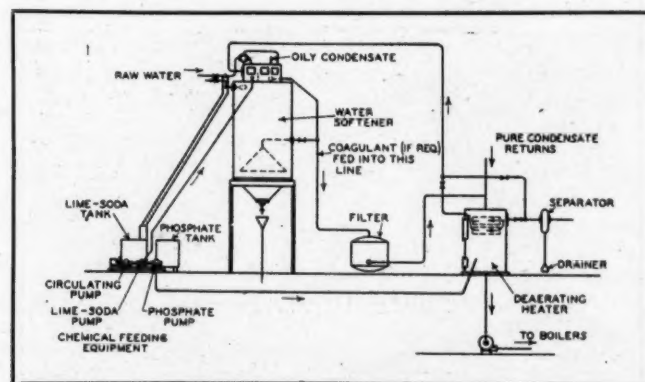 OILY CONDENSATE
RAW WATER
WATER
SOFTENER
COAGULANT (IF REQ)
FED INTO THIS
LINE
PURE CONDENSATE
RETURNS
SEPARATOR
LIME-SODA
TANK
PHOSPHATE
TANK
FILTER
DRAINER
CIRCULATING
PUMP
LIME-SODA
PUMP
PHOSPHATE
PUMP
CHEMICAL FEEDING
EQUIPMENT
DEAERATING
HEATER
TO BOILERS